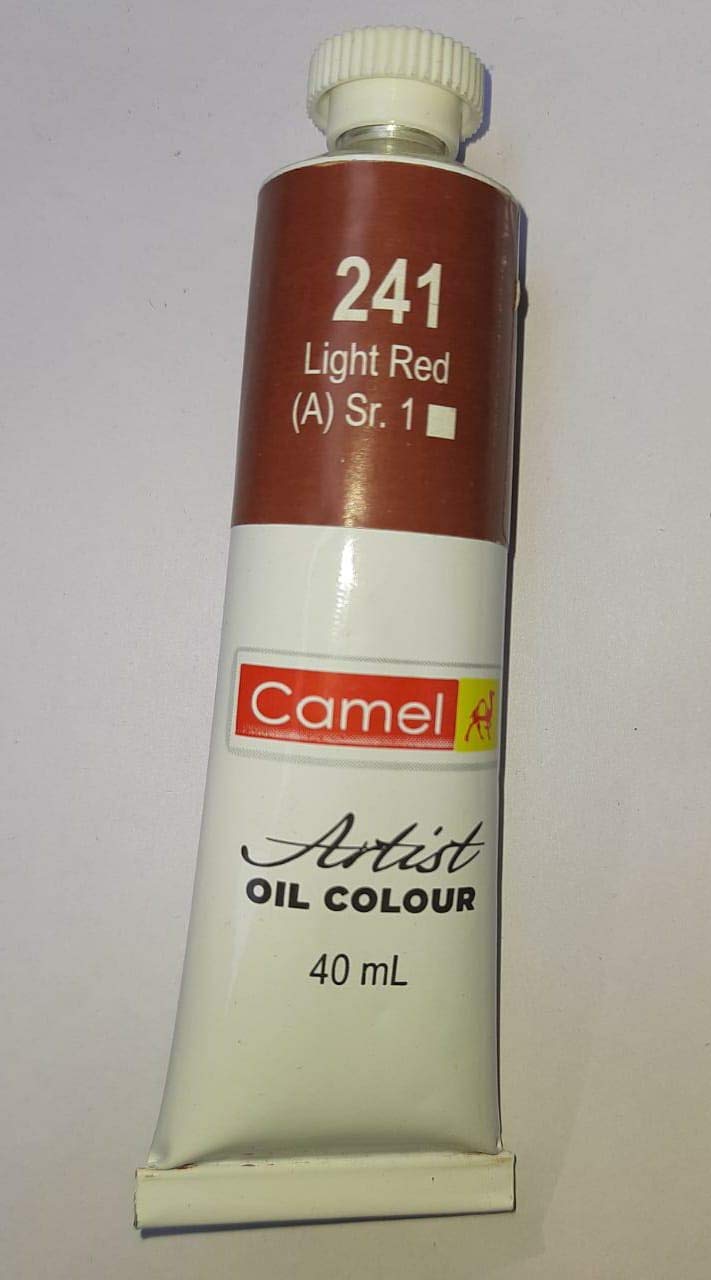 241
Light Red
(A) Sr. 1
Camel
Artist
OIL COLOUR
40 mL